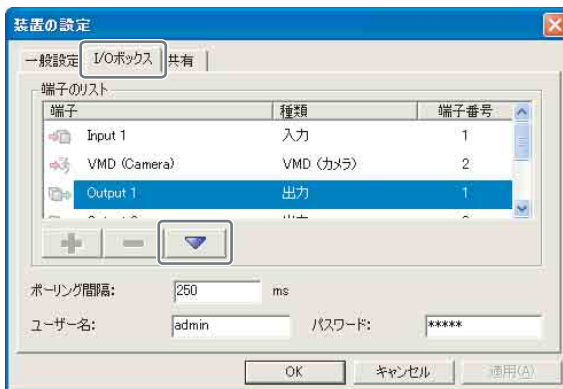 装置の設定
一般設定 I/Oボックス 共有
端子のリスト
端子 種類 端子番号
Input 1 入力 1
VMD (Camera) VMD (カメラ) 2
Output 1 出力 1
ポーリング間隔: 250 ms
ユーザー名: admin パスワード: *****
OK キャンセル 適用(A)